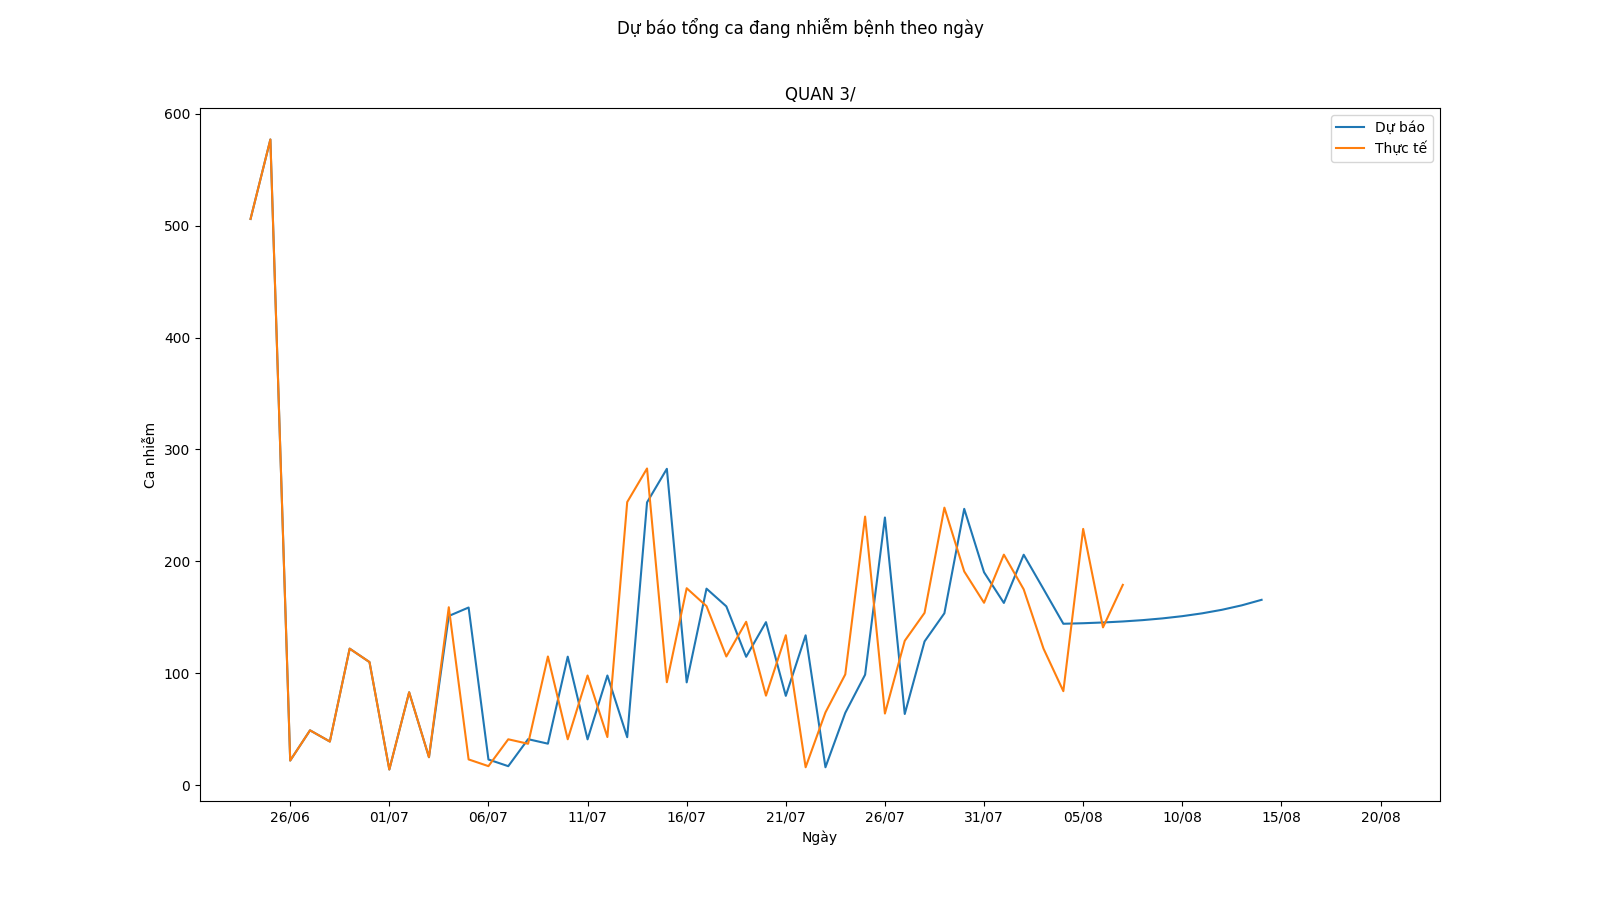 Dự báo tổng ca đang nhiễm bệnh theo ngày
QUAN 3/
Dự báo
Thực tế
600
500
400
300
200
100
0
Ca nhiễm
26/06 01/07 06/07 11/07 16/07 21/07 26/07 31/07 05/08 10/08 15/08 20/08
Ngày